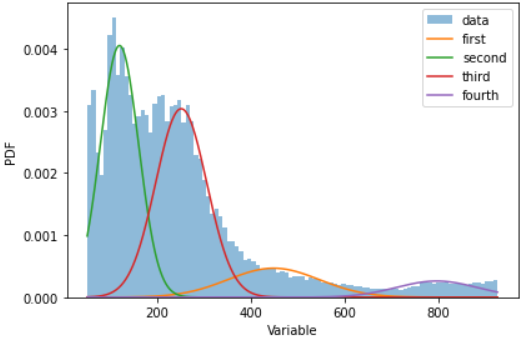 data
first
second
third
fourth
0.004
0.003
0.002
0.001
0.000
PDF
200
400
600
800
Variable